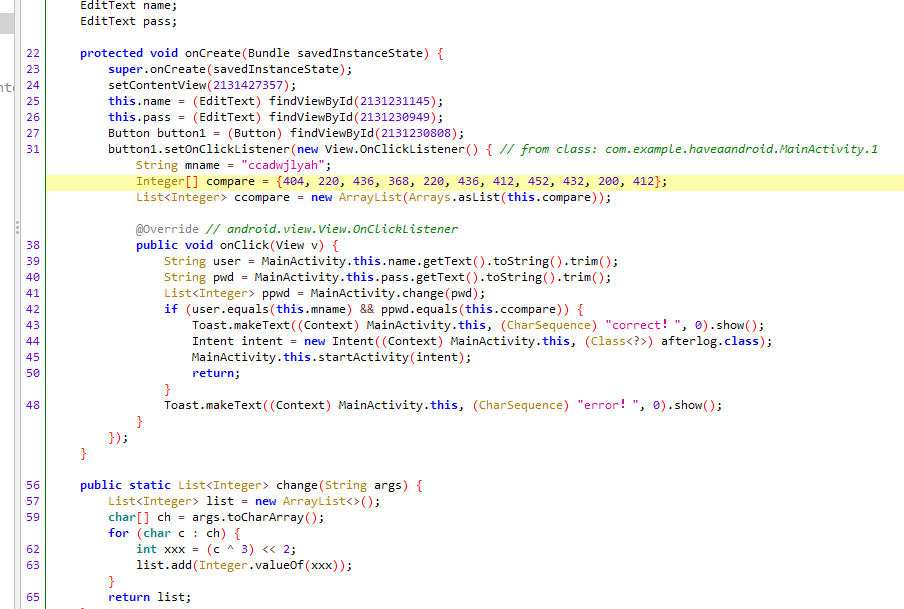 EditText name;
EditText pass;
22 protected void onCreate(Bundle savedInstanceState) {
23 super.onCreate(savedInstanceState);
24 setContentView(2131427357);
25 this.name = (EditText) findViewById(2131231145);
26 this.pass = (EditText) findViewById(2131230949);
27 Button button1 = (Button) findViewById(2131230808);
31 button1.setOnClickListener(new View.OnClickListener() { // from class: com.example.haveaandroid.MainActivity.1
String mname = "ccadwjlyah";
Integer[] compare = {404, 220, 436, 368, 220, 436, 412, 452, 432, 200, 412};
List<Integer> ccompare = new ArrayList(Arrays.asList(this.compare));
@Override // android.view.View.OnClickListener
38 public void onClick(View v) {
39 String user = MainActivity.this.name.getText().toString().trim();
40 String pwd = MainActivity.this.pass.getText().toString().trim();
41 List<Integer> ppwd = MainActivity.change(pwd);
42 if (user.equals(this.mname) && ppwd.equals(this.ccompare)) {
43 Toast.makeText((Context) MainActivity.this, (CharSequence) "correct！", 0).show();
44 Intent intent = new Intent((Context) MainActivity.this, (Class<?>) afterlog.class);
45 MainActivity.this.startActivity(intent);
50 return;
}
48 Toast.makeText((Context) MainActivity.this, (CharSequence) "error！", 0).show();
}
});
}
56 public static List<Integer> change(String args) {
57 List<Integer> list = new ArrayList<>();
59 char[] ch = args.toCharArray();
for (char c : ch) {
62 int xxx = (c ^ 3) << 2;
63 list.add(Integer.valueOf(xxx));
}
65 return list;